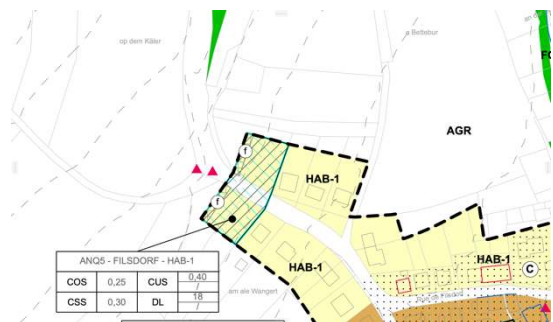 op dem Käler
a Bettebur
FO
AGR
f
HAB-1
f
ANQ5 - FILSDORF - HAB-1
COS 0,25 CUS 0,40 /
CSS 0,30 DL 18 /
HAB-1
HAB-1
C
am ale Wangert